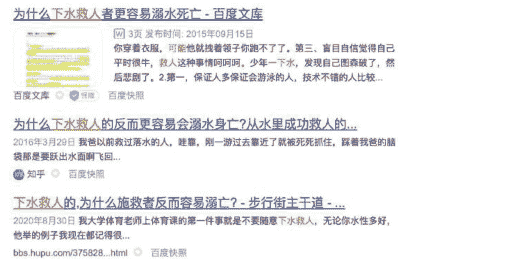 为什么下水救人者更容易溺水死亡 - 百度文库
3页 发布时间: 2015年09月15日
你穿着衣服，可能他就揽着领子你跑不了了。第三、盲目自信觉得自己
平时很牛，救人这种事情呵呵呵。少年一下水，发现自己图森破了，然
后悲剧了。2.第一，保证人多保证会游泳的人，技术不错的人比较...
百度文库 保障 百度快照
为什么下水救人的反而更容易会溺水身亡?从水里成功救人的...
2016年3月29日 我爸以前救过落水的人，哇靠，刚一游过去靠近了就被死死抓住，踩着我爸的脑
袋那是要跃出水面啊飞回...
知乎 百度快照
下水救人的,为什么施救者反而容易溺亡? - 步行街主干道 - ...
2020年8月30日 我大学体育老师上体育课的第一件事就是不要随意下水救人，无论你水性多好，
他举的例子我现在都记得很...
bbs.hupu.com/375828...html 百度快照